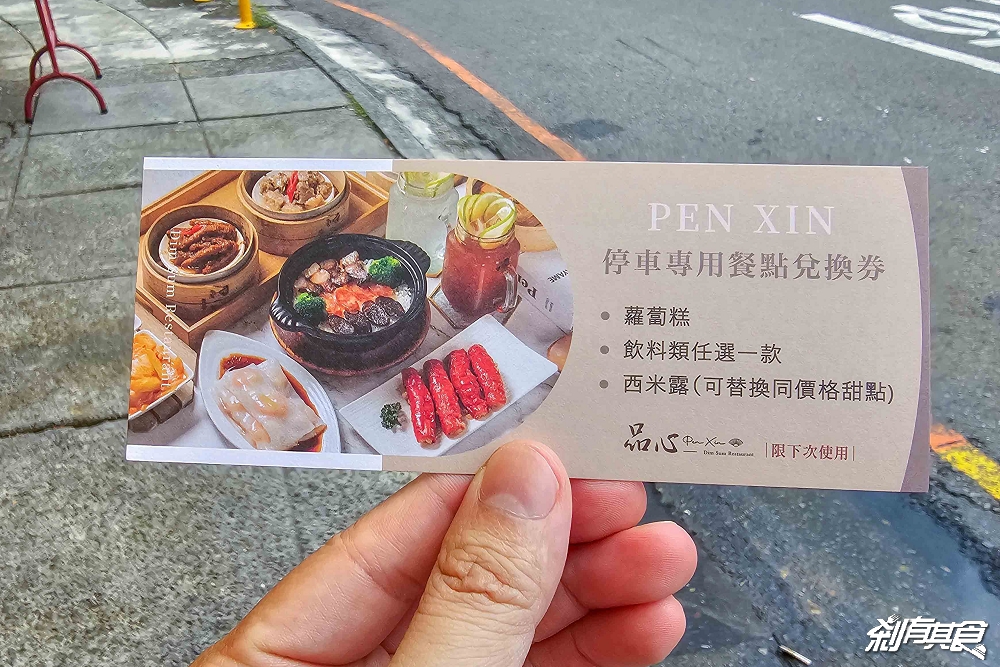 PEN XIN
停車專用餐點兌換券
蘿蔔糕
飲料類任選一款
西米露(可替換同價格甜點)
品心 Pin Xin
Dim Sum Restaurant
限下次使用
Dim Sum Restaurant
剎有其食